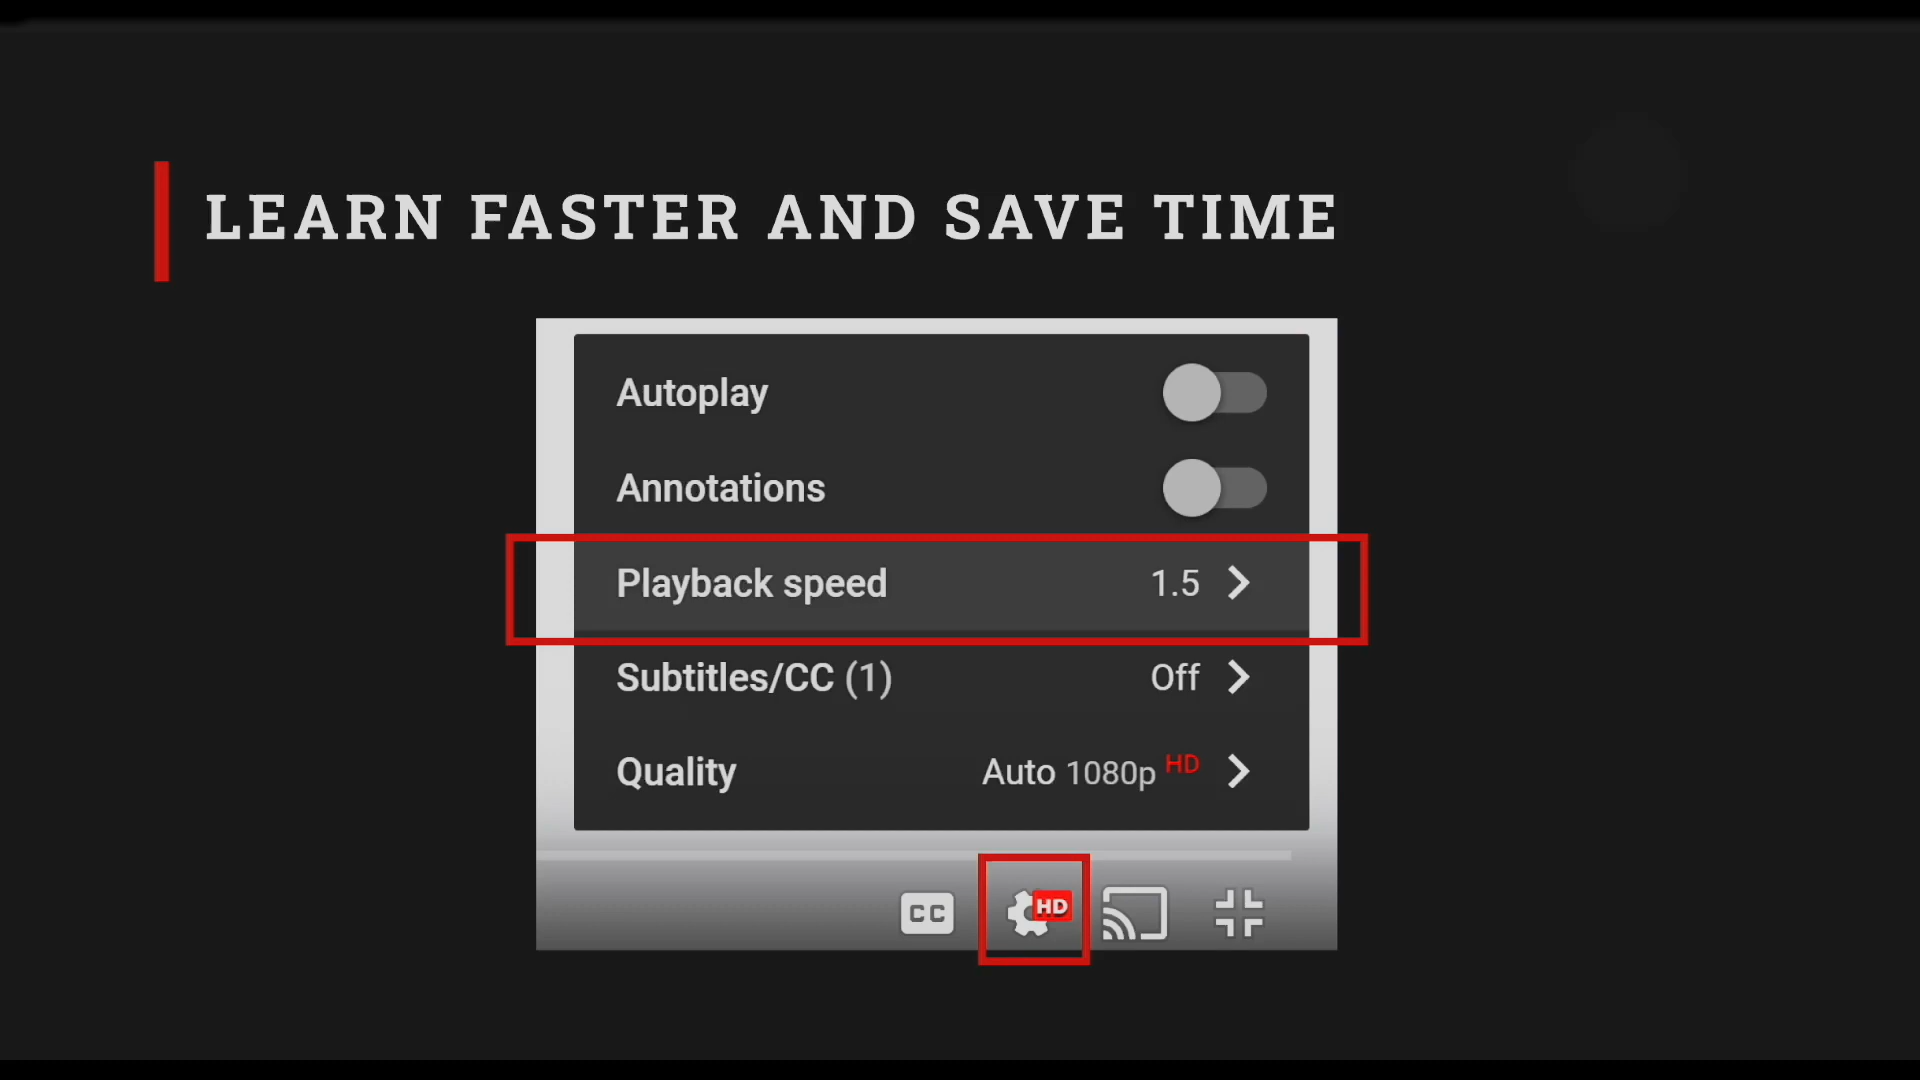 LEARN FASTER AND SAVE TIME
Autoplay
Annotations
Playback speed 1.5
Subtitles/CC (1) Off
Quality Auto 1080p HD
CC HD